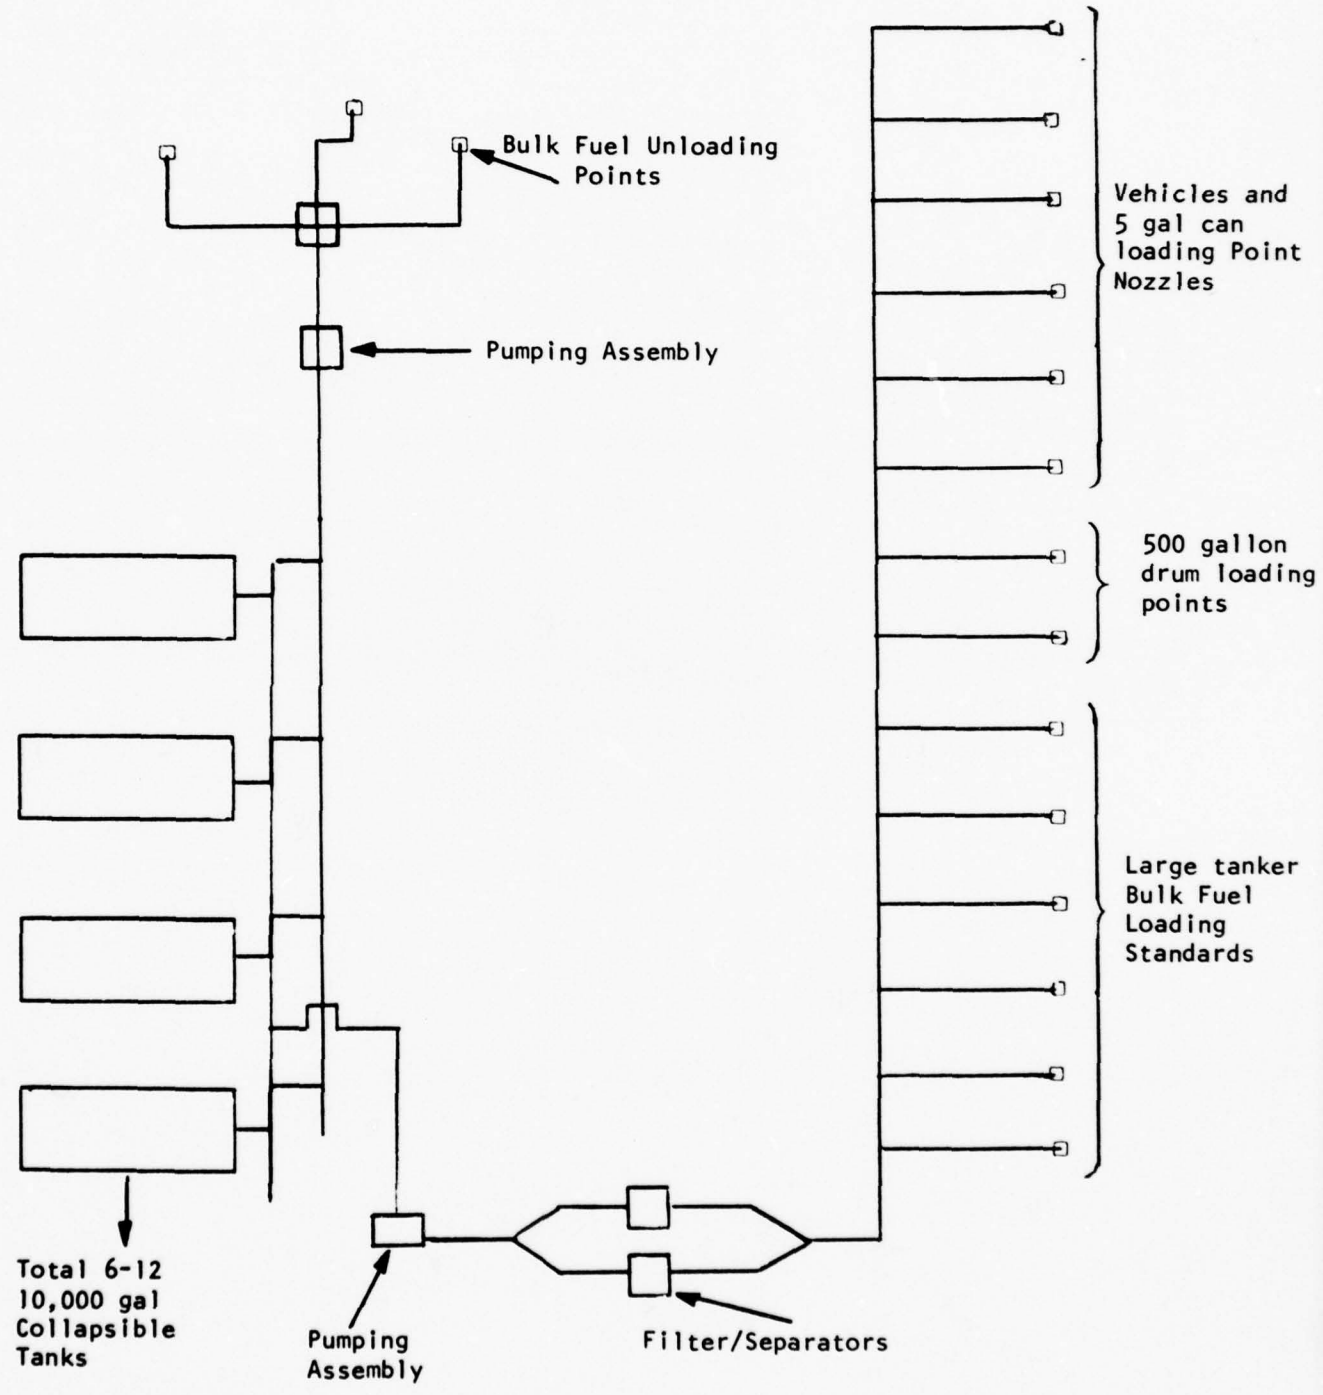 Bulk Fuel Unloading
Points
Pumping Assembly
Vehicles and
5 gal can
loading Point
Nozzles
500 gallon
drum loading
points
Large tanker
Bulk Fuel
Loading
Standards
Total 6-12
10,000 gal
Collapsible
Tanks
Pumping
Assembly
Filter/Separators